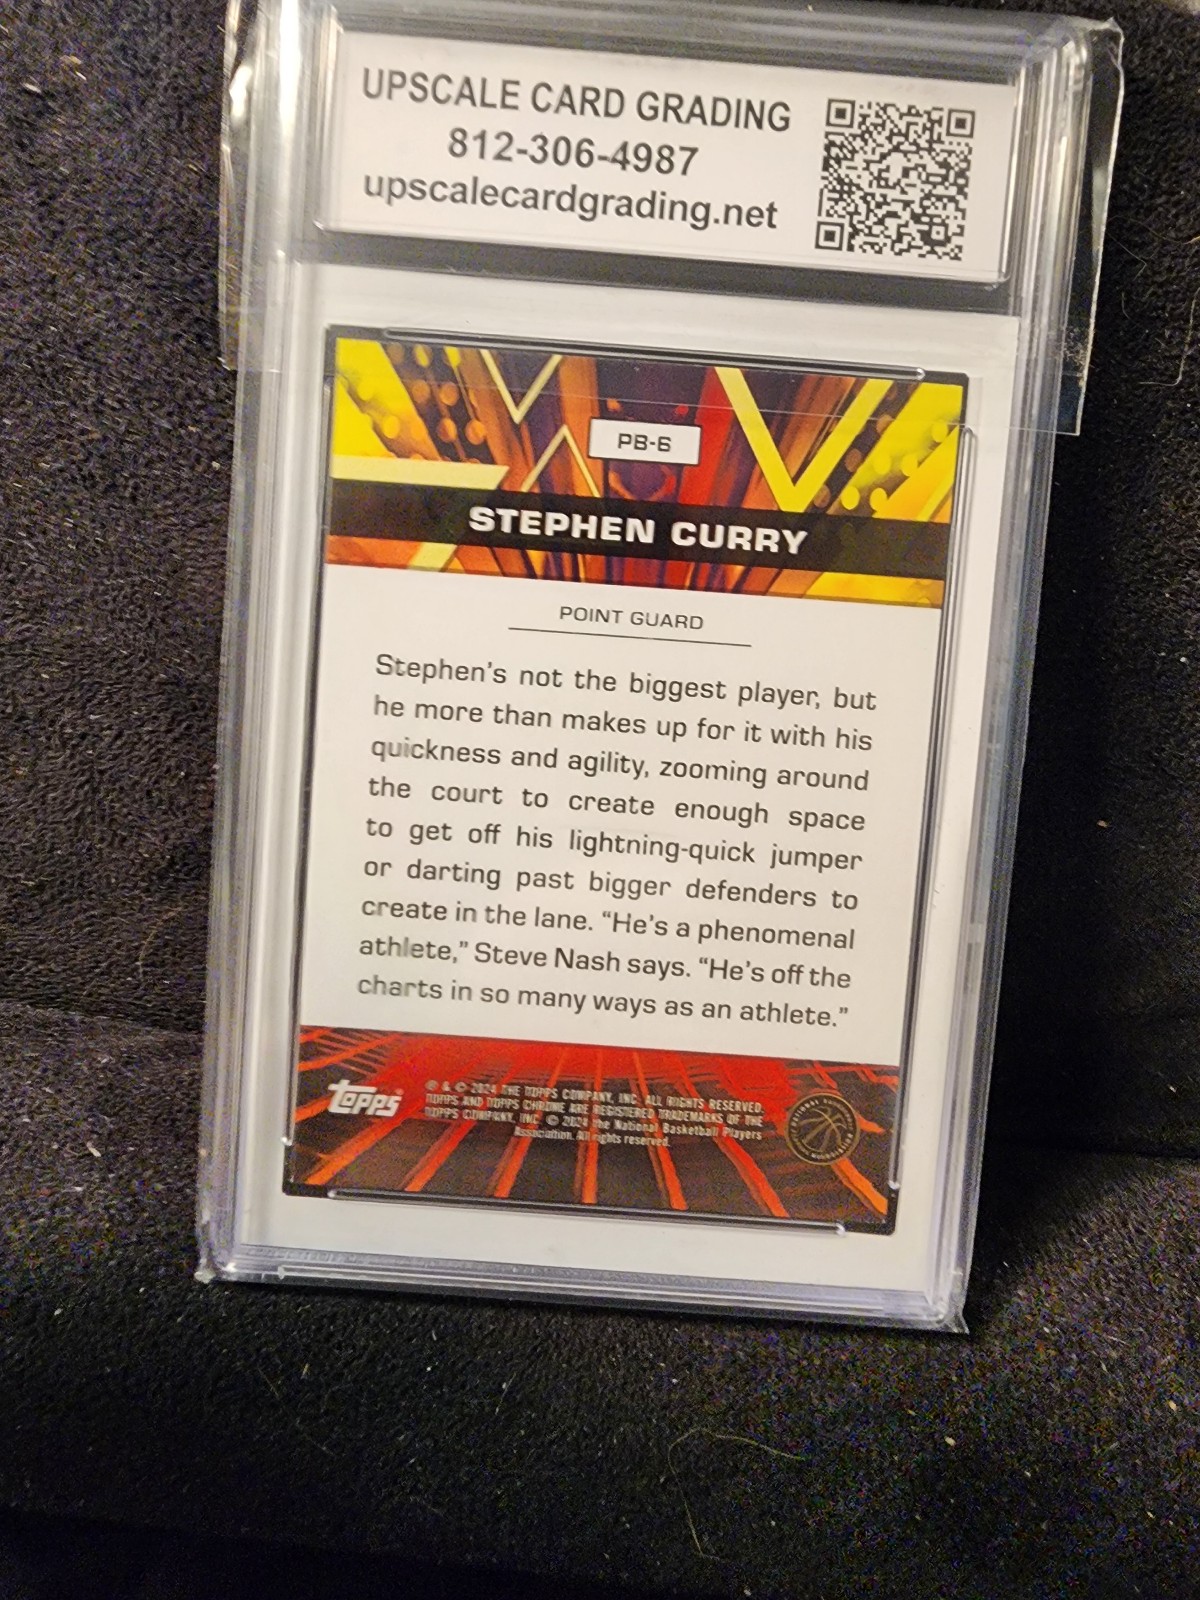 UPSCALE CARD GRADING
812-306-4987
upscalecardgrading.net
PB-6
STEPHEN CURRY
POINT GUARD
Stephen's not the biggest player, but
he more than makes up for it with his
quickness and agility, zooming around
the court to create enough space
to get off his lightning-quick jumper
or darting past bigger defenders to
create in the lane. “He's a phenomenal
athlete,” Steve Nash says. “He's off the
charts in so many ways as an athlete.”
Topps
® & © 2024 THE TOPPS COMPANY, INC. ALL RIGHTS RESERVED.
TOPPS AND TOPPS CHROME ARE REGISTERED TRADEMARKS OF THE
TOPPS COMPANY, INC. © 2024 the National Basketball Players
Association. All rights reserved.